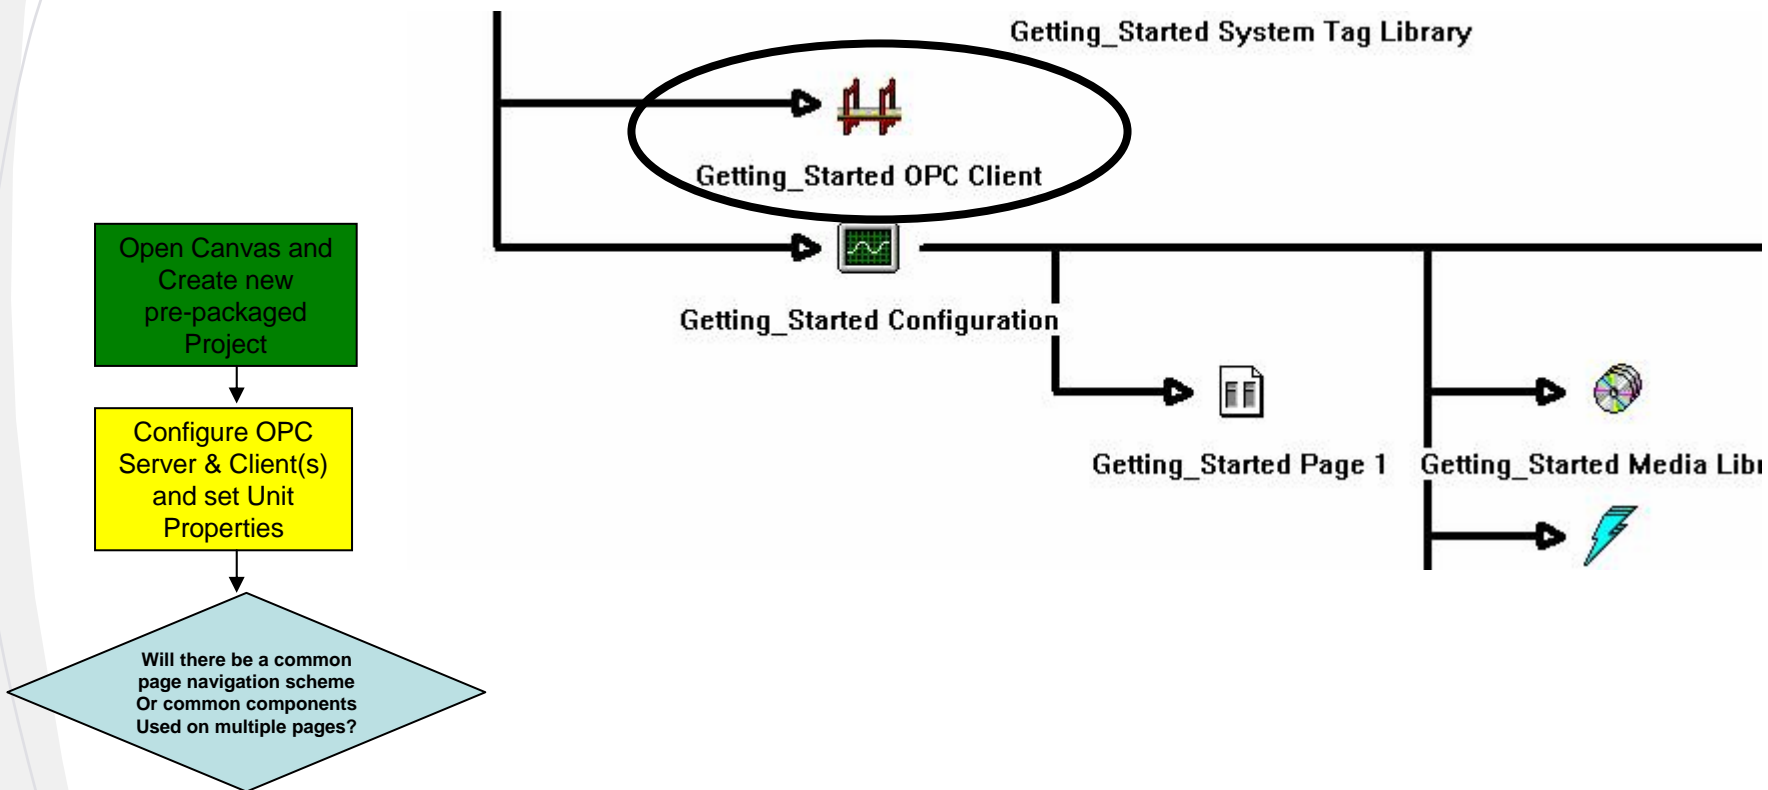 Getting_Started System Tag Library
Getting_Started OPC Client
Getting_Started Configuration
Getting_Started Page 1
Getting_Started Media
Open Canvas and
Create new
pre-packaged
Project
Configure OPC
Server & Client(s)
and set Unit
Properties
Will there be a common
page navigation scheme
Or common components
Used on multiple pages?